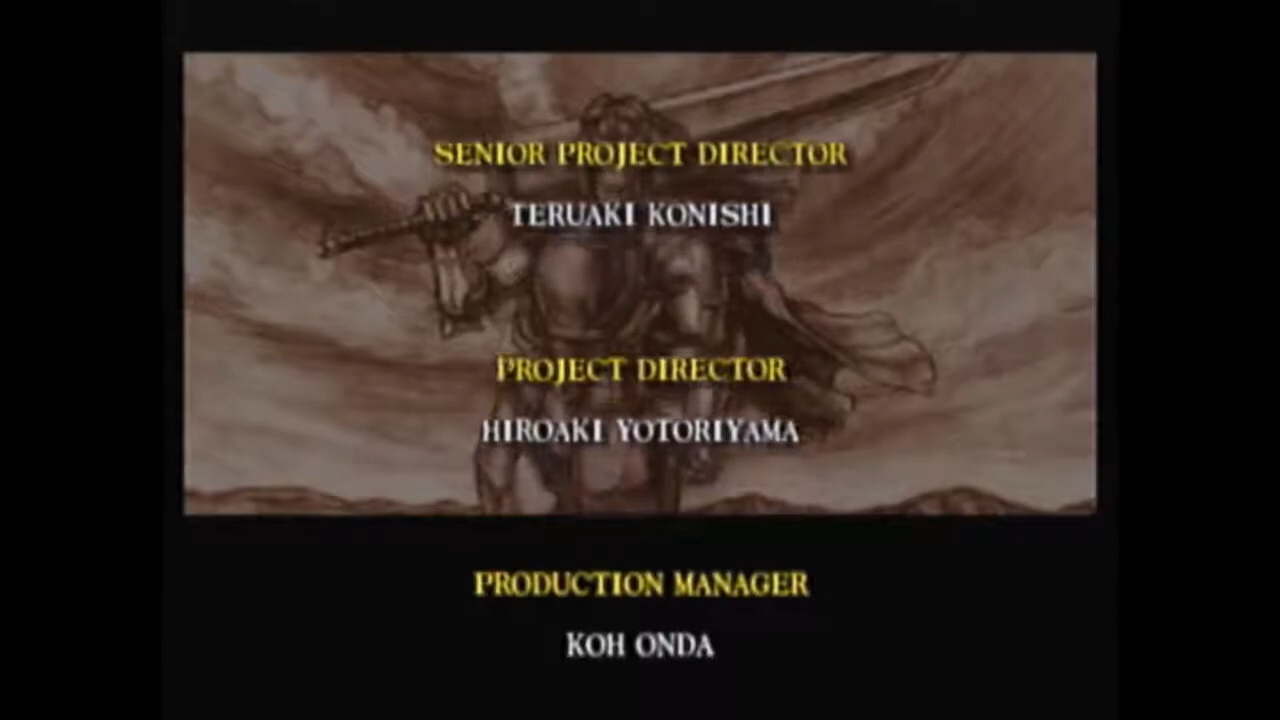 SENIOR PROJECT DIRECTOR
TERUAKI KONISHI
PROJECT DIRECTOR
HIROAKI YOTORIYAMA
PRODUCTION MANAGER
KOH ONDA